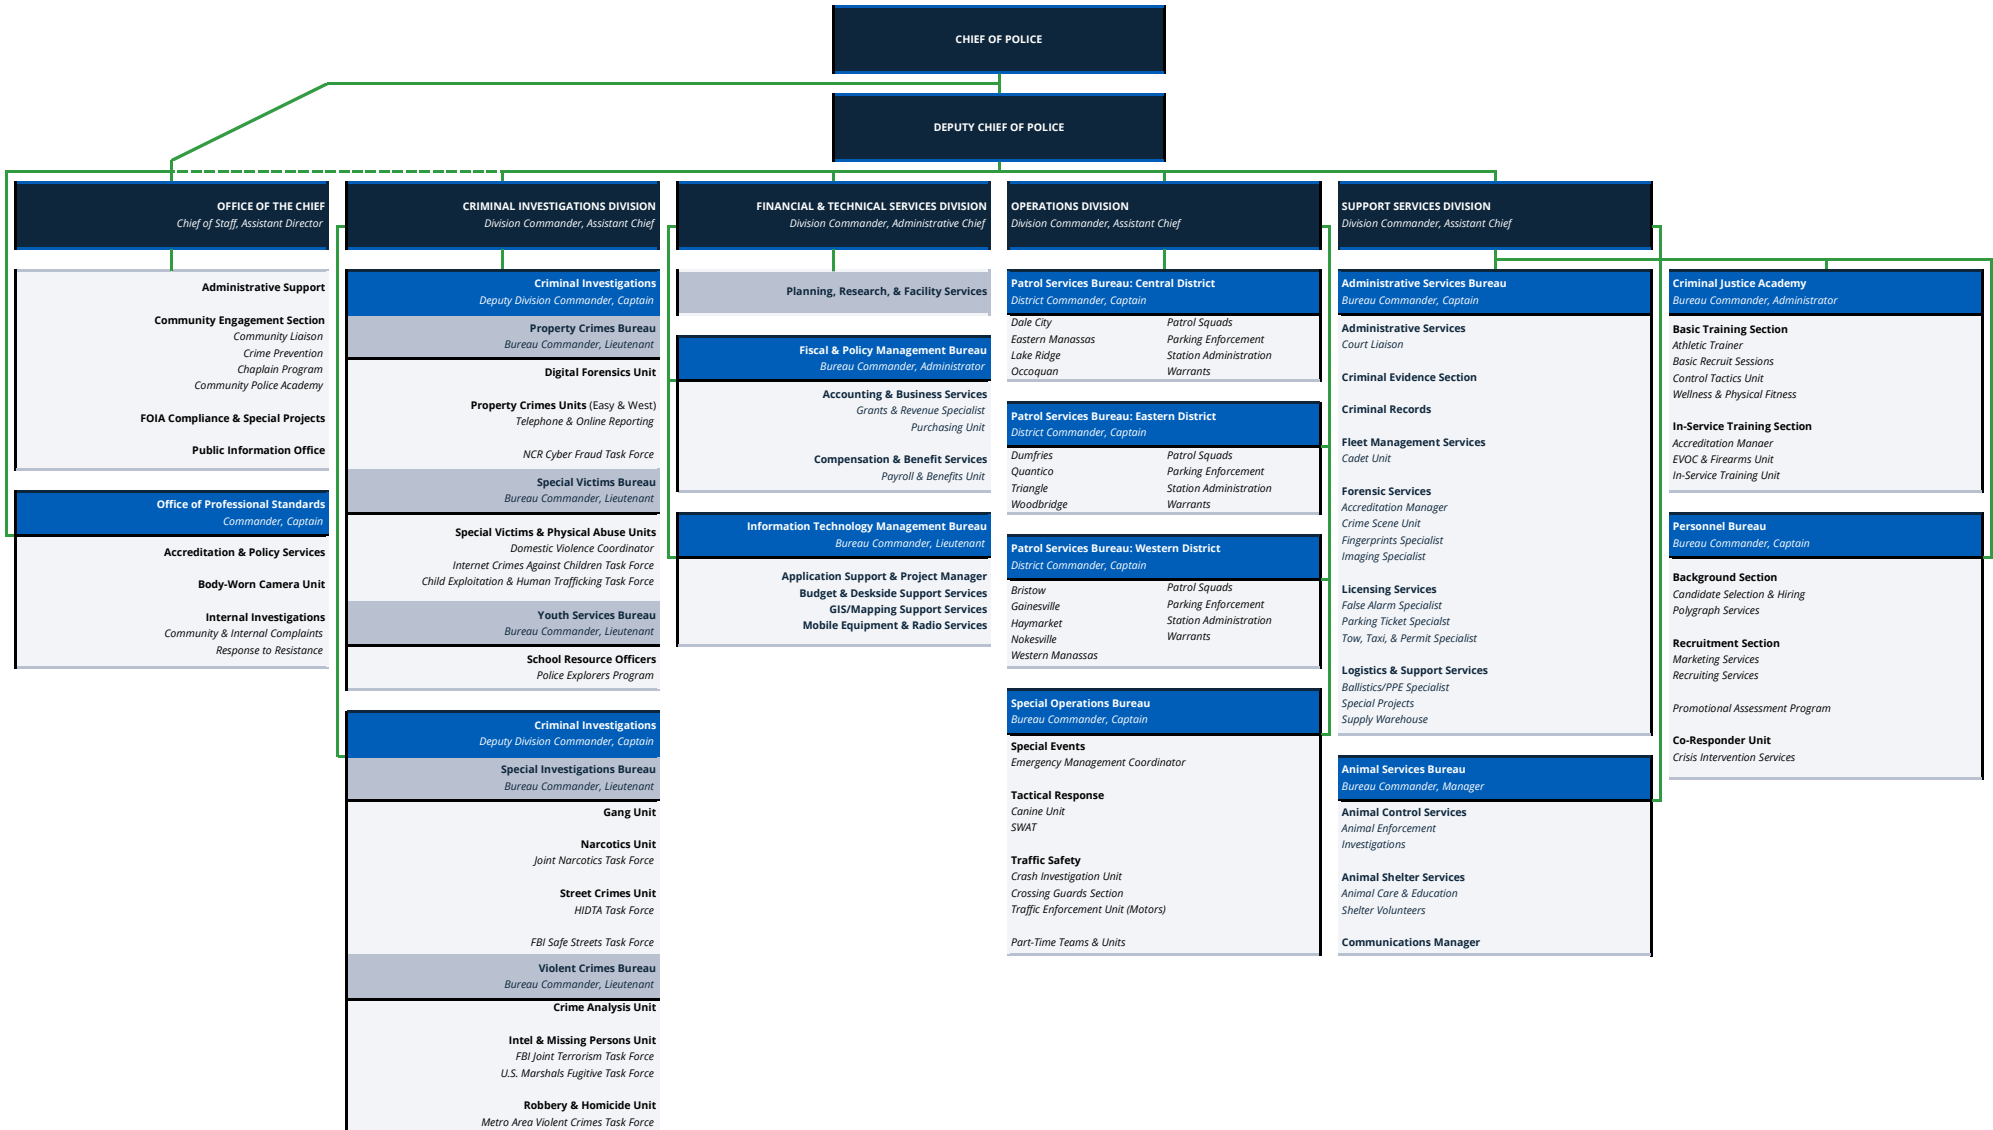 CHIEF OF POLICE
DEPUTY CHIEF OF POLICE
OFFICE OF THE CHIEF
Chief of Staff, Assistant Director
Administrative Support
Community Engagement Section
Community Liaison
Crime Prevention
Chaplain Program
Community Police Academy
FOIA Compliance & Special Projects
Public Information Office
Office of Professional Standards
Commander, Captain
Accreditation & Policy Services
Body-Worn Camera Unit
Internal Investigations
Community & Internal Complaints
Response to Resistance
CRIMINAL INVESTIGATIONS DIVISION
Division Commander, Assistant Chief
Criminal Investigations
Deputy Division Commander, Captain
Property Crimes Bureau
Bureau Commander, Lieutenant
Digital Forensics Unit
Property Crimes Units (Easy & West)
Telephone & Online Reporting
NCR Cyber Fraud Task Force
Special Victims Bureau
Bureau Commander, Lieutenant
Special Victims & Physical Abuse Units
Domestic Violence Coordinator
Internet Crimes Against Children Task Force
Child Exploitation & Human Trafficking Task Force
Youth Services Bureau
Bureau Commander, Lieutenant
School Resource Officers
Police Explorers Program
Criminal Investigations
Deputy Division Commander, Captain
Special Investigations Bureau
Bureau Commander, Lieutenant
Gang Unit
Narcotics Unit
Joint Narcotics Task Force
Street Crimes Unit
HIDTA Task Force
FBI Safe Streets Task Force
Violent Crimes Bureau
Bureau Commander, Lieutenant
Crime Analysis Unit
Intel & Missing Persons Unit
FBI Joint Terrorism Task Force
U.S. Marshals Fugitive Task Force
Robbery & Homicide Unit
Metro Area Violent Crimes Task Force
FINANCIAL & TECHNICAL SERVICES DIVISION
Division Commander, Administrative Chief
Planning, Research, & Facility Services
Fiscal & Policy Management Bureau
Bureau Commander, Administrator
Accounting & Business Services
Grants & Revenue Specialist
Purchasing Unit
Compensation & Benefit Services
Payroll & Benefits Unit
Information Technology Management Bureau
Bureau Commander, Lieutenant
Application Support & Project Manager
Budget & Deskside Support Services
GIS/Mapping Support Services
Mobile Equipment & Radio Services
OPERATIONS DIVISION
Division Commander, Assistant Chief
Patrol Services Bureau: Central District
District Commander, Captain
Dale City
Eastern Manassas
Lake Ridge
Occoquan
Patrol Squads
Parking Enforcement
Station Administration
Warrants
Patrol Services Bureau: Eastern District
District Commander, Captain
Dumfries
Quantico
Triangle
Woodbridge
Patrol Squads
Parking Enforcement
Station Administration
Warrants
Patrol Services Bureau: Western District
District Commander, Captain
Bristow
Gainesville
Haymarket
Nokesville
Western Manassas
Patrol Squads
Parking Enforcement
Station Administration
Warrants
Special Operations Bureau
Bureau Commander, Captain
Special Events
Emergency Management Coordinator
Tactical Response
Canine Unit
SWAT
Traffic Safety
Crash Investigation Unit
Crossing Guards Section
Traffic Enforcement Unit (Motors)
Part-Time Teams & Units
SUPPORT SERVICES DIVISION
Division Commander, Assistant Chief
Administrative Services Bureau
Bureau Commander, Captain
Administrative Services
Court Liaison
Criminal Evidence Section
Criminal Records
Fleet Management Services
Cadet Unit
Forensic Services
Accreditation Manager
Crime Scene Unit
Fingerprints Specialist
Imaging Specialist
Licensing Services
False Alarm Specialist
Parking Ticket Specialst
Tow, Taxi, & Permit Specialist
Logistics & Support Services
Ballistics/PPE Specialist
Special Projects
Supply Warehouse
Animal Services Bureau
Bureau Commander, Manager
Animal Control Services
Animal Enforcement
Investigations
Animal Shelter Services
Animal Care & Education
Shelter Volunteers
Communications Manager
Criminal Justice Academy
Bureau Commander, Administrator
Basic Training Section
Athletic Trainer
Basic Recruit Sessions
Control Tactics Unit
Wellness & Physical Fitness
In-Service Training Section
Accreditation Manaer
EVOC & Firearms Unit
In-Service Training Unit
Personnel Bureau
Bureau Commander, Captain
Background Section
Candidate Selection & Hiring
Polygraph Services
Recruitment Section
Marketing Services
Recruiting Services
Promotional Assessment Program
Co-Responder Unit
Crisis Intervention Services